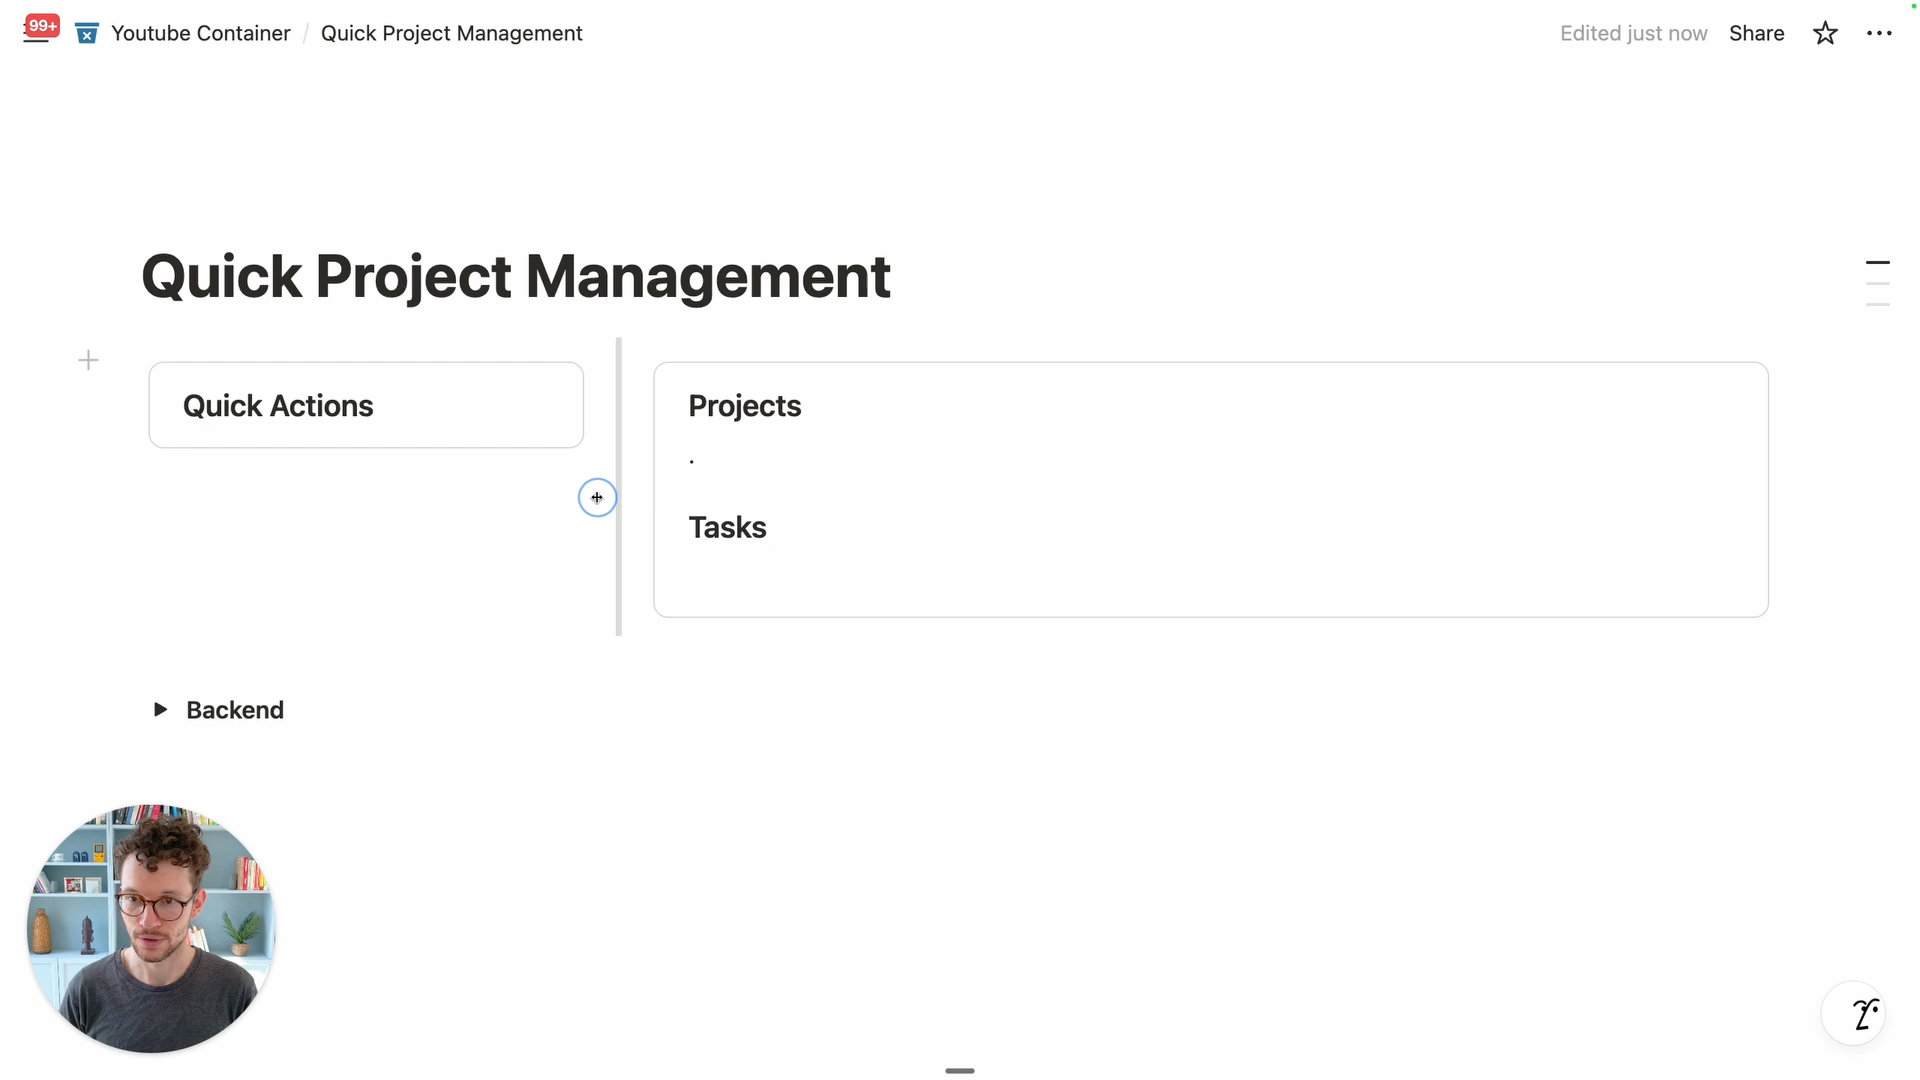 99+
Youtube Container / Quick Project Management
Edited just now
Share
Quick Project Management
Quick Actions
Projects
.
Tasks
Backend